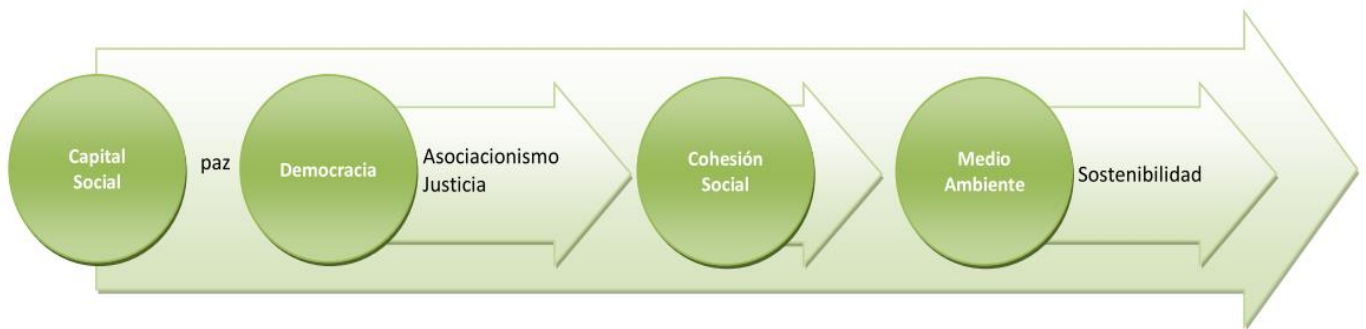 Capital
Social
paz
Democracia
Asociacionismo
Justicia
Cohesión
Social
Medio
Ambiente
Sostenibilidad